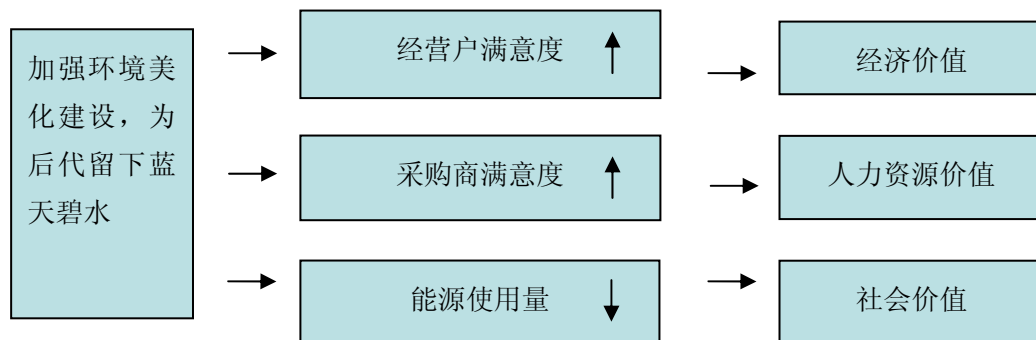 加强环境美
化建设，为
后代留下蓝
天碧水
经营户满意度
经济价值
采购商满意度
人力资源价值
能源使用量
社会价值